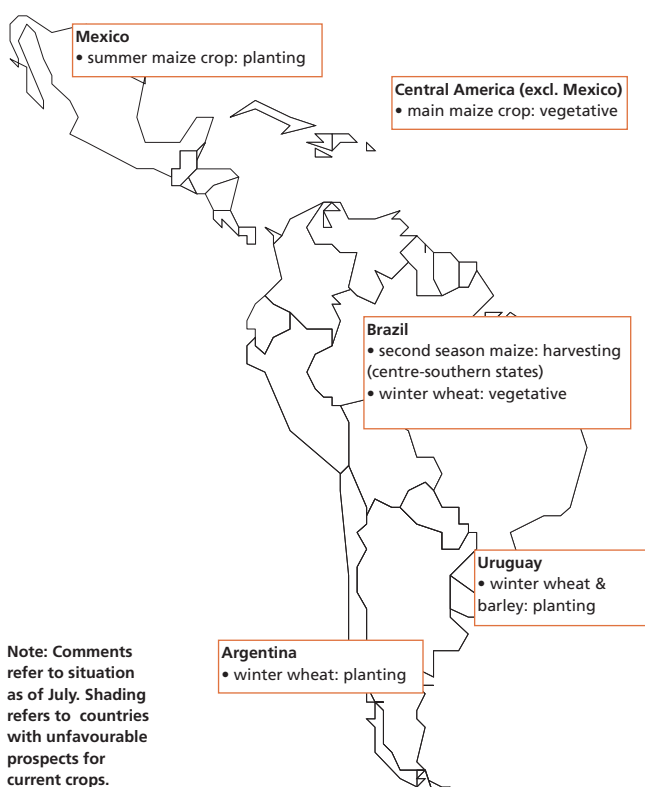 Mexico
• summer maize crop: planting
Central America (excl. Mexico)
• main maize crop: vegetative
Brazil
• second season maize: harvesting
(centre-southern states)
• winter wheat: vegetative
Uruguay
• winter wheat &
barley: planting
Argentina
• winter wheat: planting
Note: Comments
refer to situation
as of July. Shading
refers to countries
with unfavourable
prospects for
current crops.